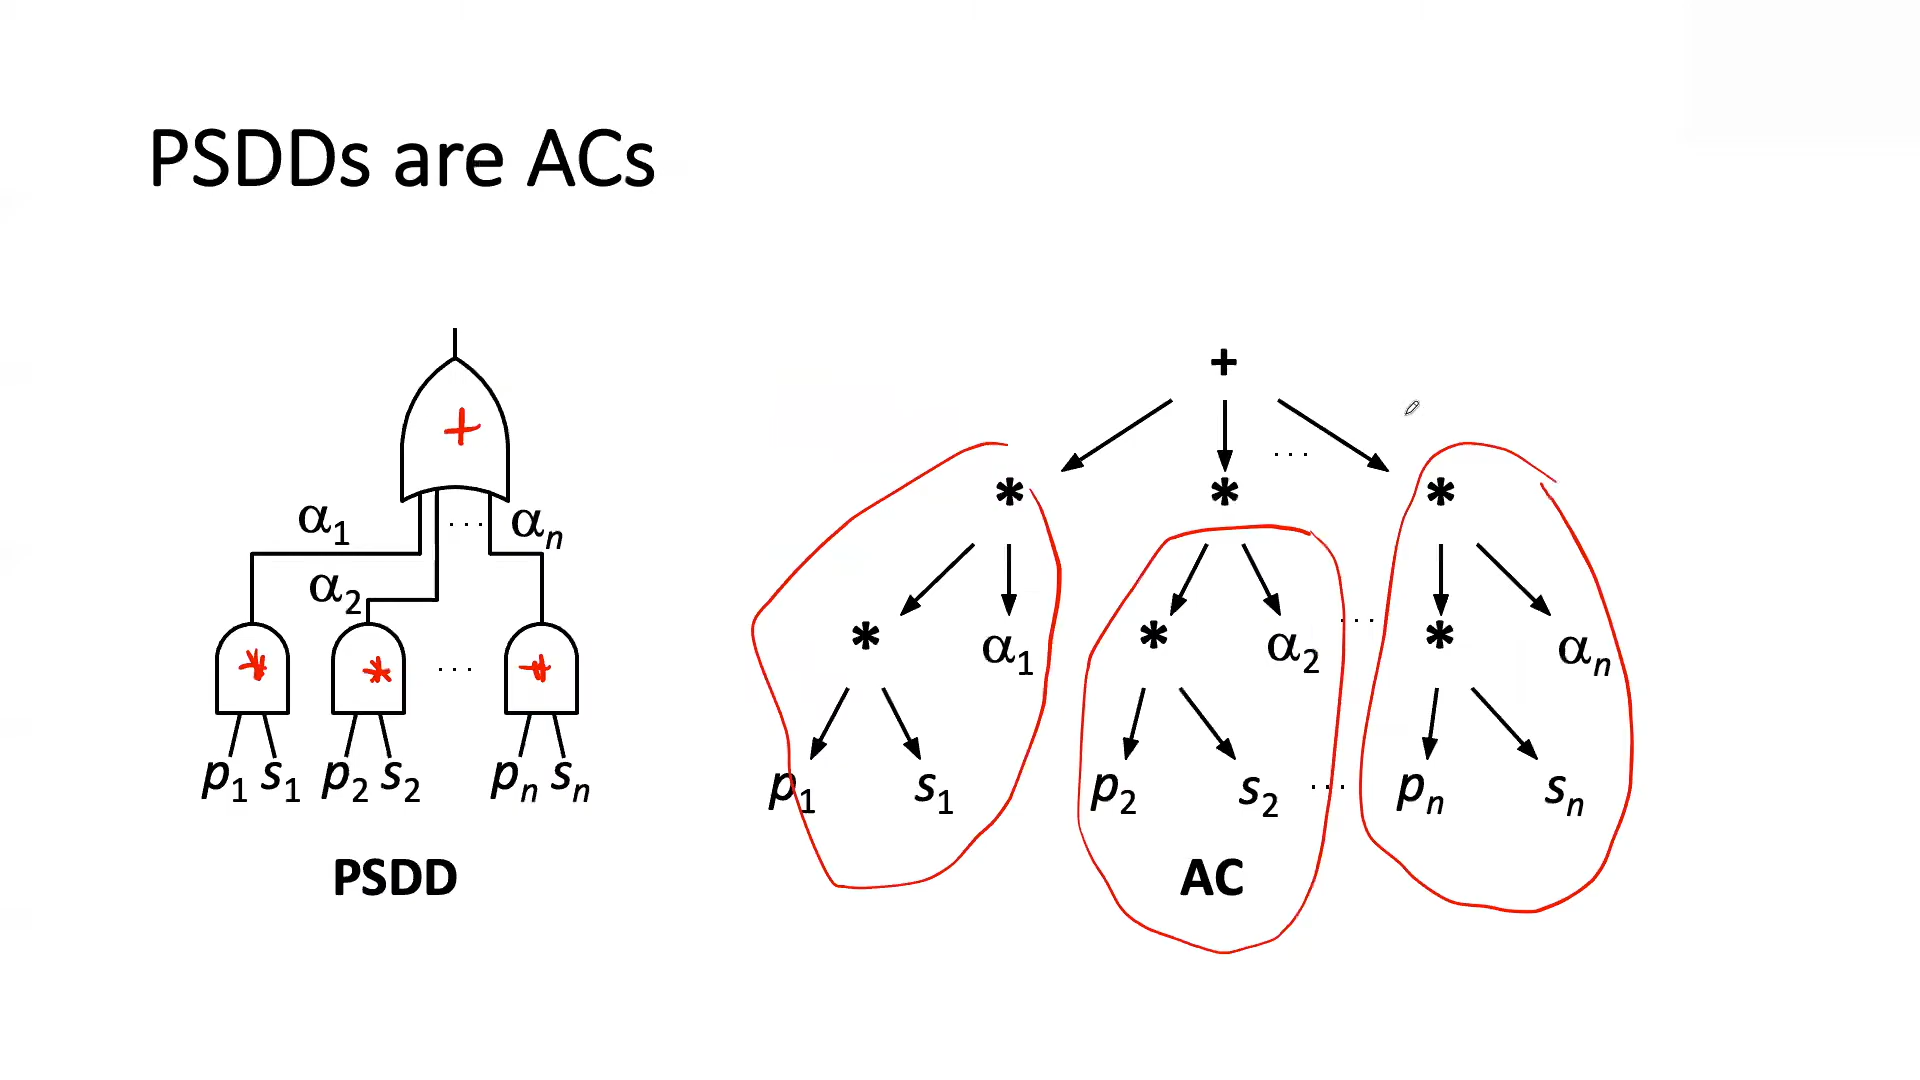 PSDDs are ACs
+
α1 ... αn
α2
* * ... *
p1 s1 p2 s2 pn sn
PSDD
+
* * ... *
* α1 * α2 ... * αn
p1 s1 p2 s2 ... pn sn
AC